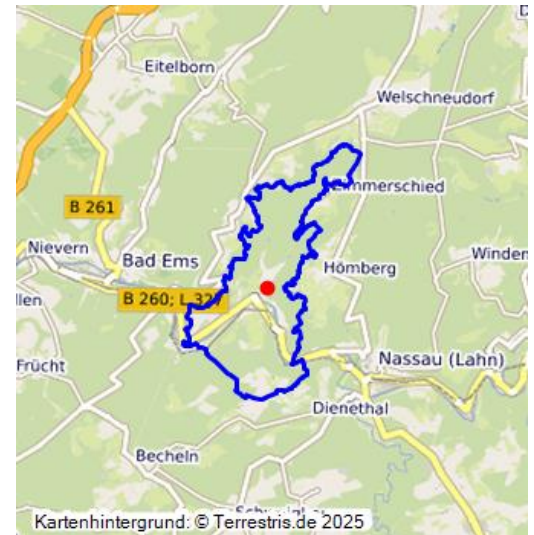 Eitelborn
Welschneudorf
Zimmerschied
B 261
Nievern
Bad Ems
Hömberg
Winden
B 260; L 327
Frücht
Nassau (Lahn)
Dienethal
Becheln
Kartenhintergrund: © Terrestris.de 2025